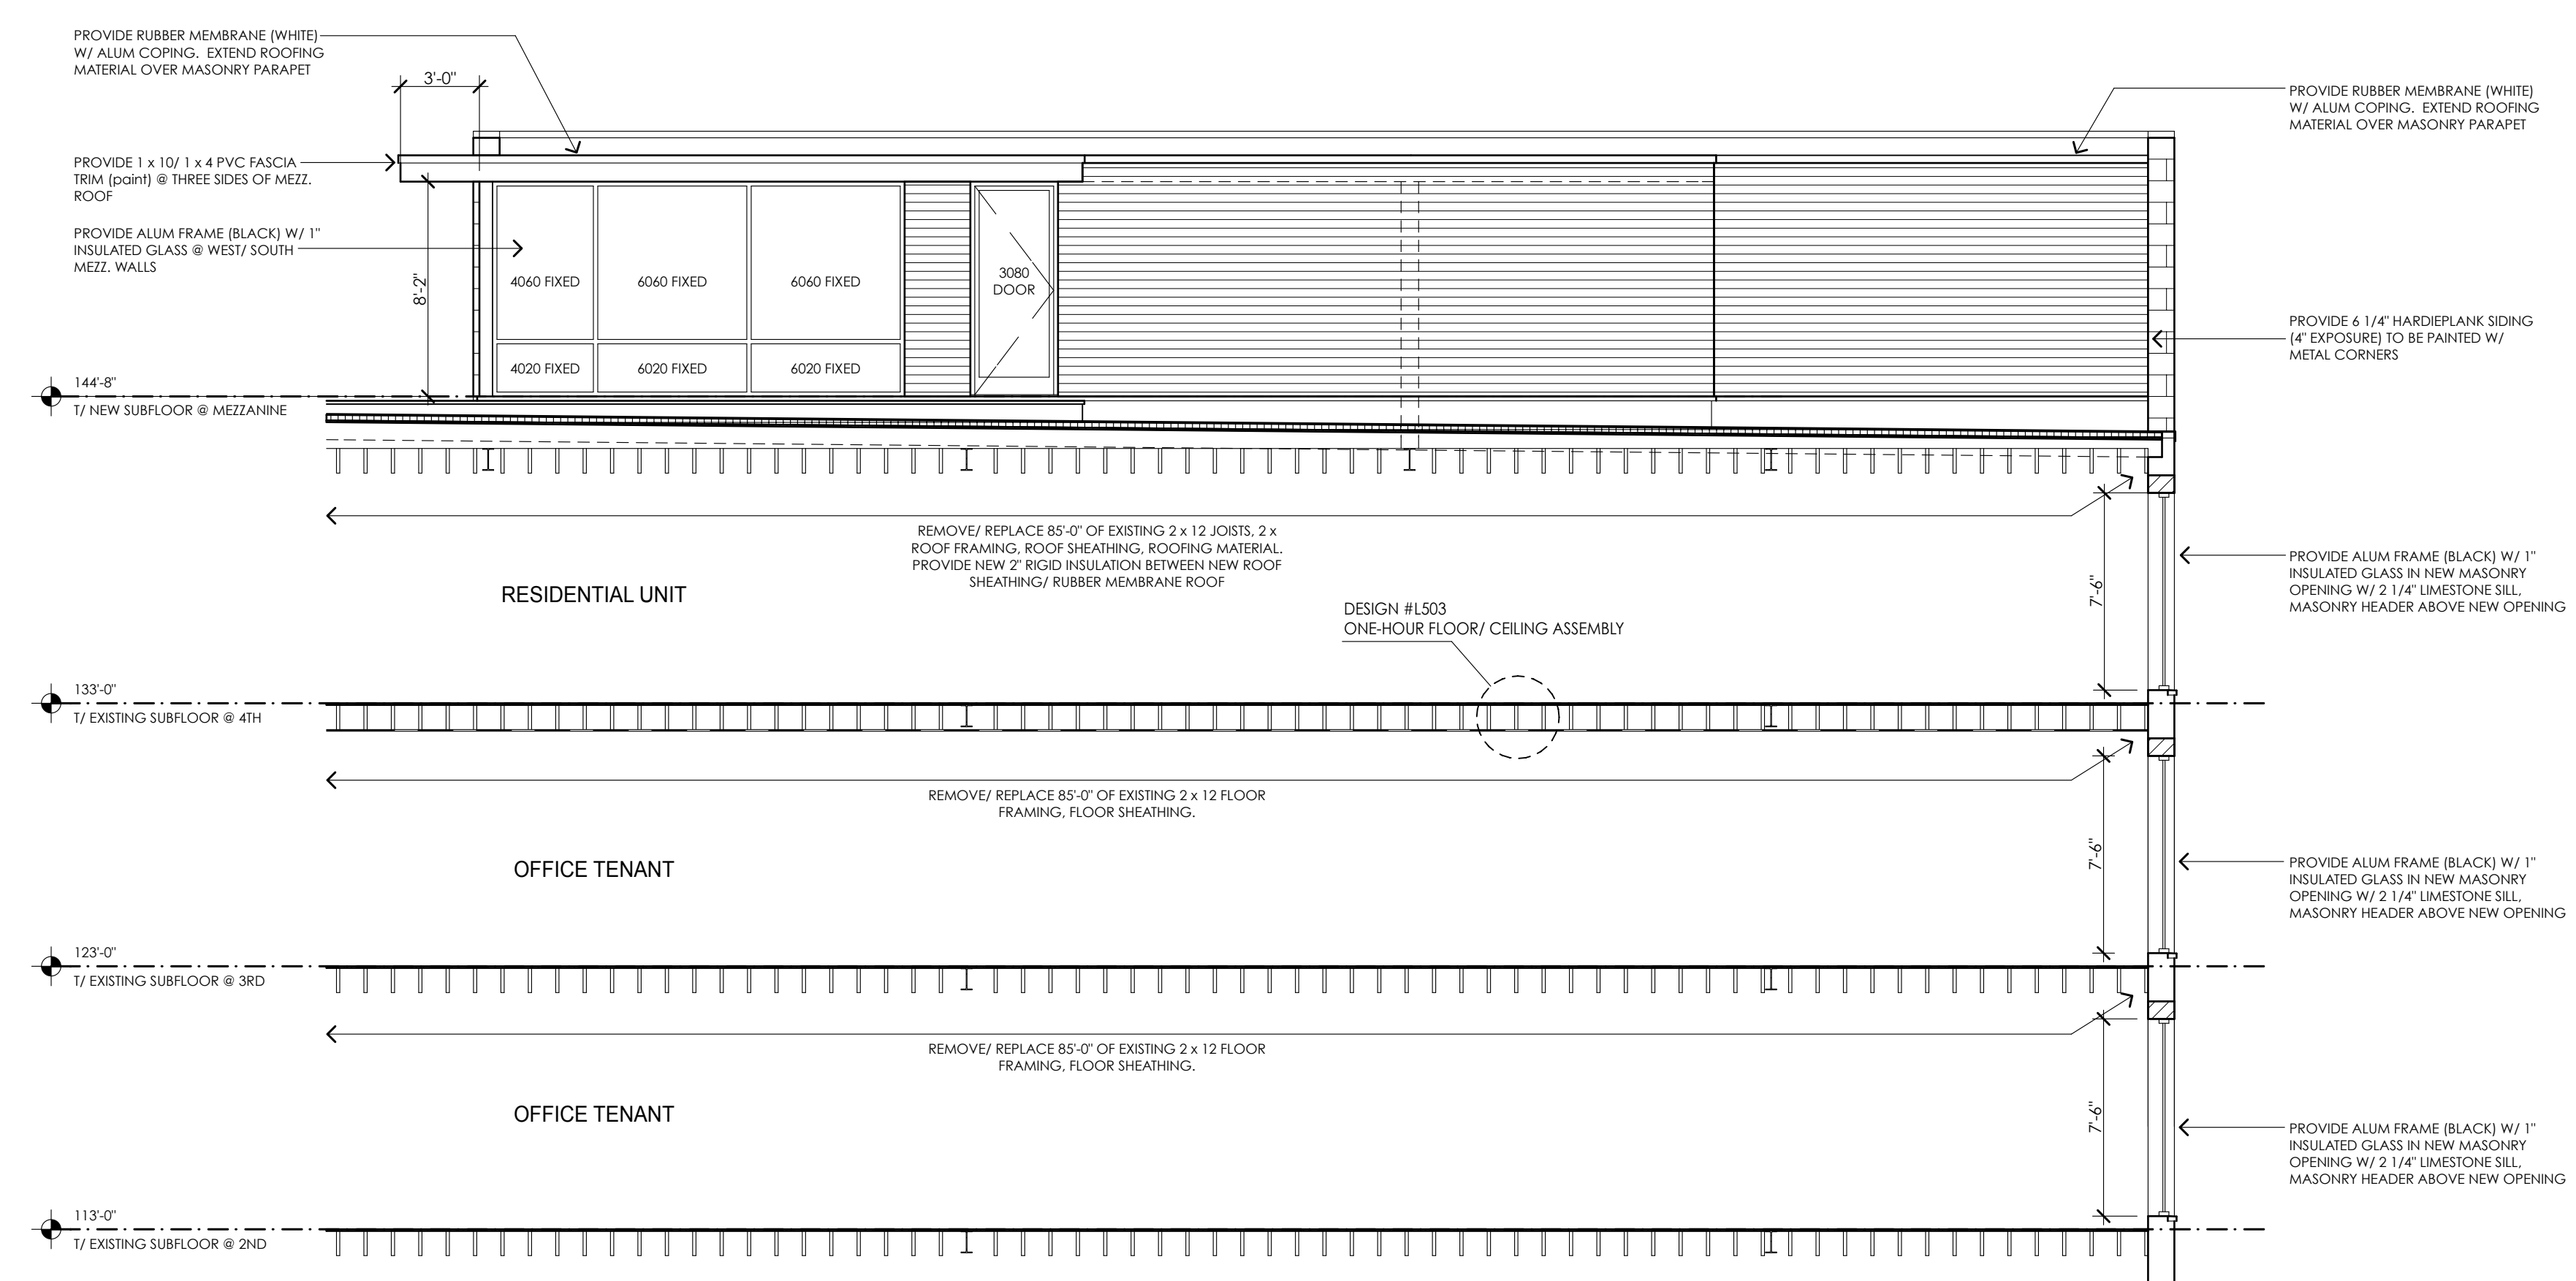 PROVIDE RUBBER MEMBRANE (WHITE)
W/ ALUM COPING.  EXTEND ROOFING
MATERIAL OVER MASONRY PARAPET
3'-0"
PROVIDE RUBBER MEMBRANE (WHITE)
W/ ALUM COPING.  EXTEND ROOFING
MATERIAL OVER MASONRY PARAPET
PROVIDE 1 x 10/ 1 x 4 PVC FASCIA
TRIM (paint) @ THREE SIDES OF MEZZ.
ROOF
PROVIDE ALUM FRAME (BLACK) W/ 1"
INSULATED GLASS @ WEST/ SOUTH
MEZZ. WALLS
8'-2"
4060 FIXED
6060 FIXED
6060 FIXED
3080
DOOR
4020 FIXED
6020 FIXED
6020 FIXED
PROVIDE 6 1/4" HARDIEPLANK SIDING
(4" EXPOSURE) TO BE PAINTED W/
METAL CORNERS
144'-8"
T/ NEW SUBFLOOR @ MEZZANINE
REMOVE/ REPLACE 85'-0" OF EXISTING 2 x 12 JOISTS, 2 x
ROOF FRAMING, ROOF SHEATHING, ROOFING MATERIAL.
PROVIDE NEW 2" RIGID INSULATION BETWEEN NEW ROOF
SHEATHING/ RUBBER MEMBRANE ROOF
RESIDENTIAL UNIT
7'-6"
PROVIDE ALUM FRAME (BLACK) W/ 1"
INSULATED GLASS IN NEW MASONRY
OPENING W/ 2 1/4" LIMESTONE SILL,
MASONRY HEADER ABOVE NEW OPENING
DESIGN #L503
ONE-HOUR FLOOR/ CEILING ASSEMBLY
133'-0"
T/ EXISTING SUBFLOOR @ 4TH
REMOVE/ REPLACE 85'-0" OF EXISTING 2 x 12 FLOOR
FRAMING, FLOOR SHEATHING.
OFFICE TENANT
7'-6"
PROVIDE ALUM FRAME (BLACK) W/ 1"
INSULATED GLASS IN NEW MASONRY
OPENING W/ 2 1/4" LIMESTONE SILL,
MASONRY HEADER ABOVE NEW OPENING
123'-0"
T/ EXISTING SUBFLOOR @ 3RD
REMOVE/ REPLACE 85'-0" OF EXISTING 2 x 12 FLOOR
FRAMING, FLOOR SHEATHING.
OFFICE TENANT
7'-6"
PROVIDE ALUM FRAME (BLACK) W/ 1"
INSULATED GLASS IN NEW MASONRY
OPENING W/ 2 1/4" LIMESTONE SILL,
MASONRY HEADER ABOVE NEW OPENING
113'-0"
T/ EXISTING SUBFLOOR @ 2ND